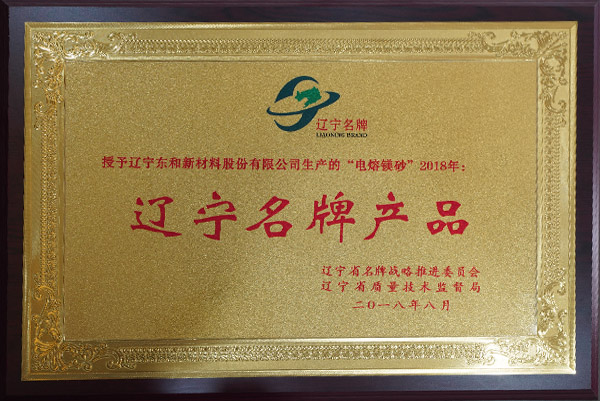 辽宁名牌
LIAONING BRAND
授予辽宁东和新材料股份有限公司生产的“电熔镁砂”2018年：
辽宁名牌产品
辽宁省名牌战略推进委员会
辽宁省质量技术监督局
二〇一八年八月